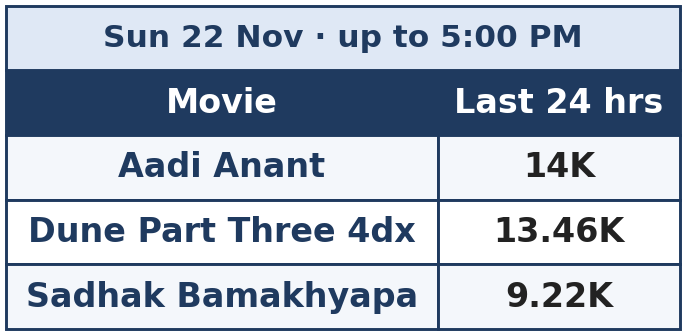 Sun 22 Nov · up to 5:00 PM
Movie Last 24 hrs
Aadi Anant 14K
Dune Part Three 4dx 13.46K
Sadhak Bamakhyapa 9.22K